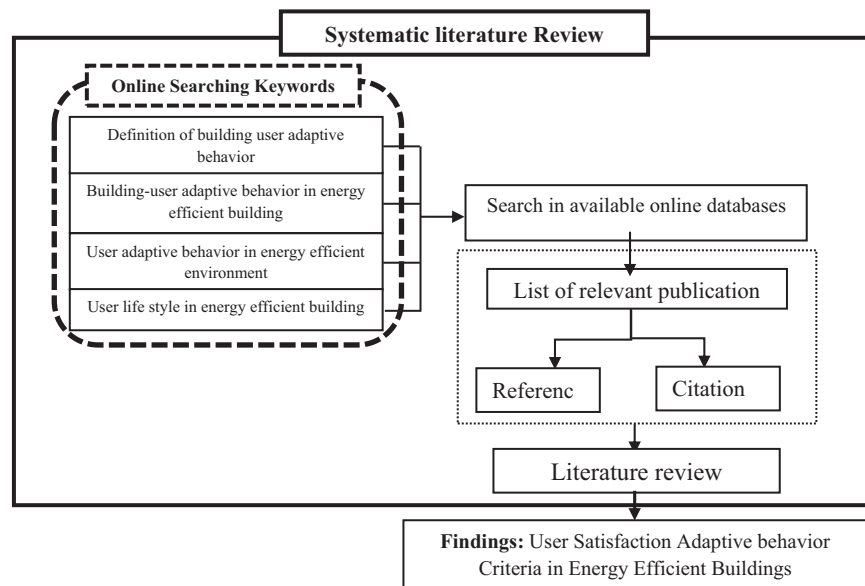 Systematic literature Review
Online Searching Keywords
Definition of building user adaptive
behavior
Building-user adaptive behavior in energy
efficient building
User adaptive behavior in energy efficient
environment
User life style in energy efficient building
Search in available online databases
List of relevant publication
Referenc
Citation
Literature review
Findings: User Satisfaction Adaptive behavior
Criteria in Energy Efficient Buildings